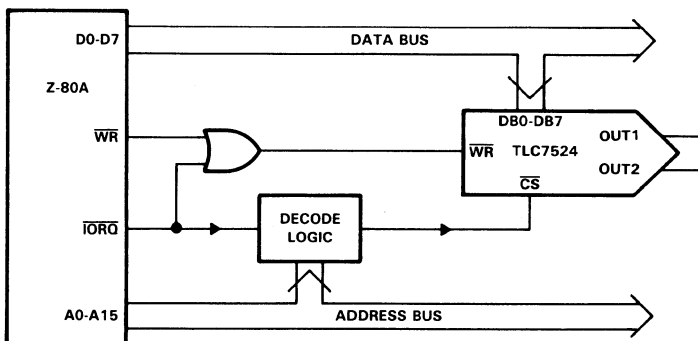 D0-D7
DATA BUS
Z-80A
DB0-DB7
WR
OUT1
WR
TLC7524
OUT2
CS
DECODE
LOGIC
IORQ
A0-A15
ADDRESS BUS